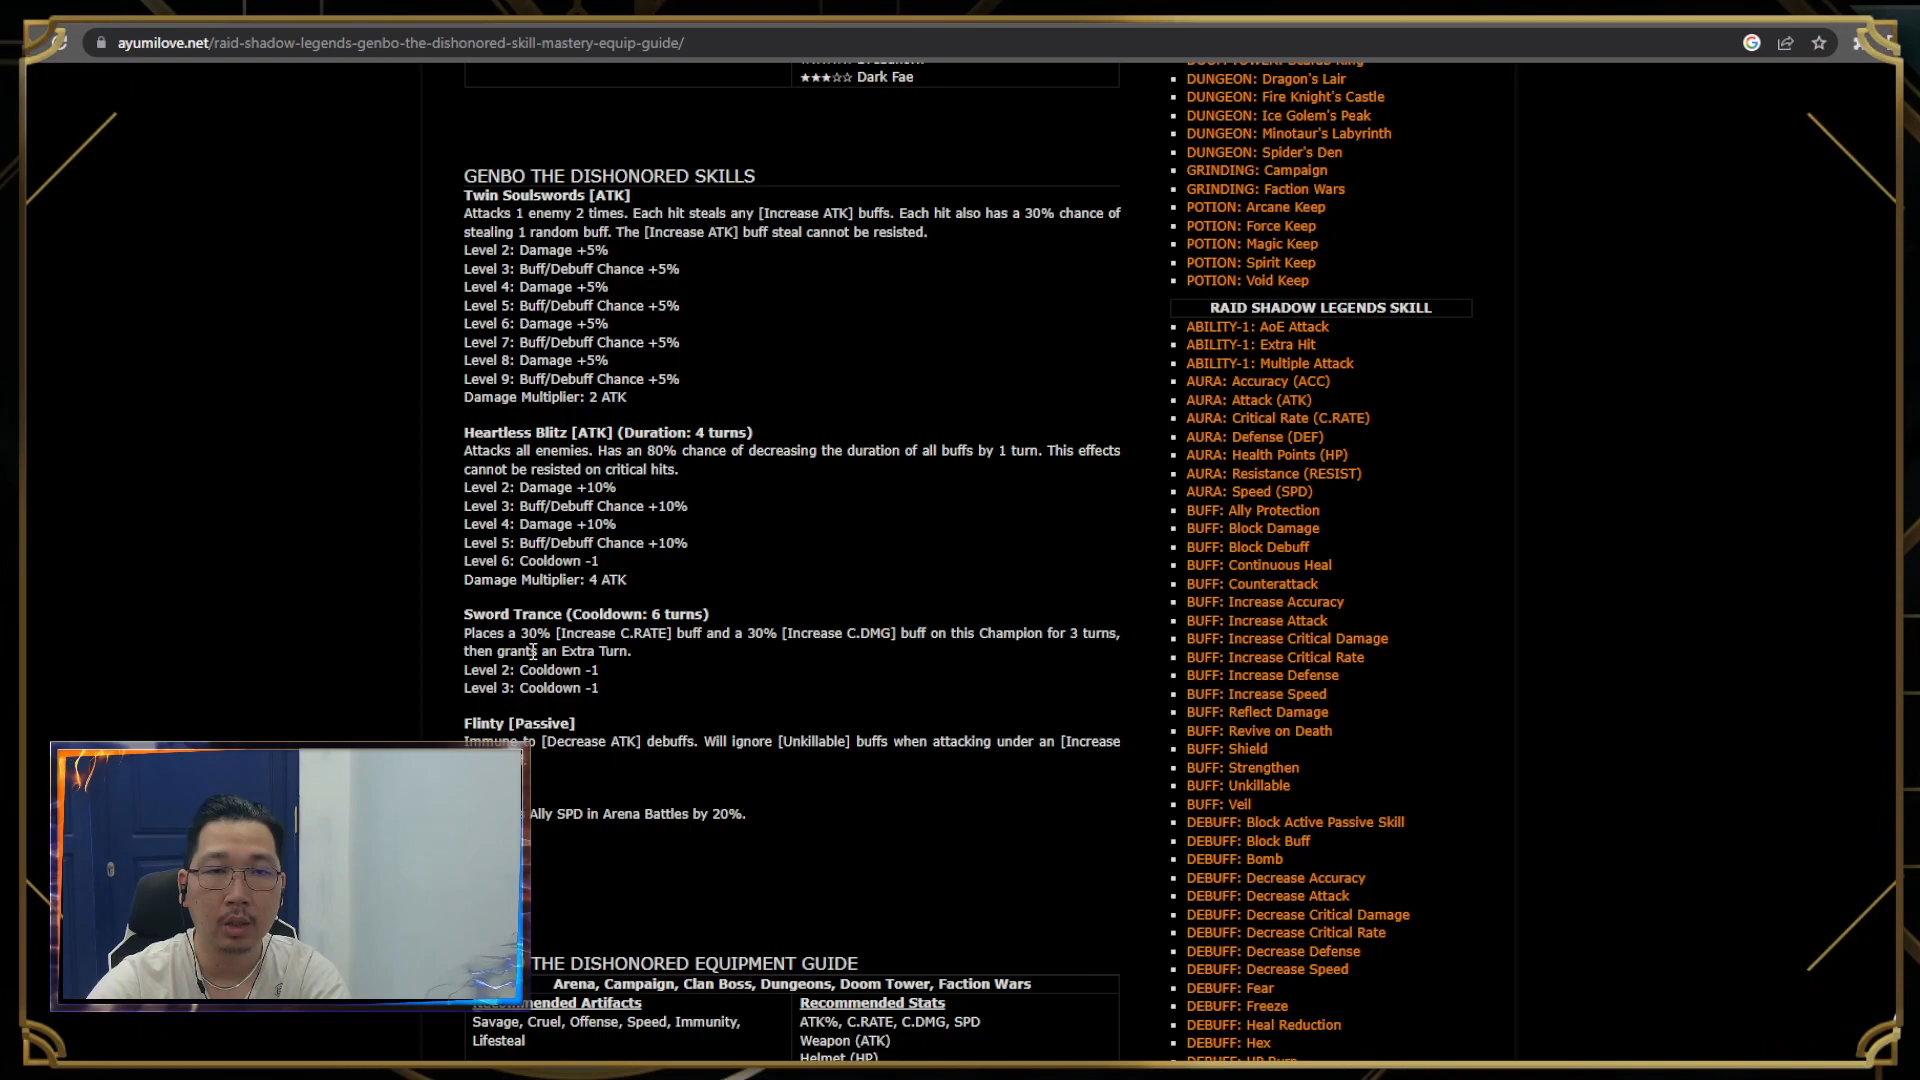 ayumilove.net/raid-shadow-legends-genbo-the-dishonored-skill-mastery-equip-guide/
★★★☆☆ Dark Fae
GENBO THE DISHONORED SKILLS
Twin Soulswords [ATK]
Attacks 1 enemy 2 times. Each hit steals any [Increase ATK] buffs. Each hit also has a 30% chance of
stealing 1 random buff. The [Increase ATK] buff steal cannot be resisted.
Level 2: Damage +5%
Level 3: Buff/Debuff Chance +5%
Level 4: Damage +5%
Level 5: Buff/Debuff Chance +5%
Level 6: Damage +5%
Level 7: Buff/Debuff Chance +5%
Level 8: Damage +5%
Level 9: Buff/Debuff Chance +5%
Damage Multiplier: 2 ATK
Heartless Blitz [ATK] (Duration: 4 turns)
Attacks all enemies. Has an 80% chance of decreasing the duration of all buffs by 1 turn. This effects
cannot be resisted on critical hits.
Level 2: Damage +10%
Level 3: Buff/Debuff Chance +10%
Level 4: Damage +10%
Level 5: Buff/Debuff Chance +10%
Level 6: Cooldown -1
Damage Multiplier: 4 ATK
Sword Trance (Cooldown: 6 turns)
Places a 30% [Increase C.RATE] buff and a 30% [Increase C.DMG] buff on this Champion for 3 turns,
then grants an Extra Turn.
Level 2: Cooldown -1
Level 3: Cooldown -1
Flinty [Passive]
Immune to [Decrease ATK] debuffs. Will ignore [Unkillable] buffs when attacking under an [Increase
Ally SPD in Arena Battles by 20%.
THE DISHONORED EQUIPMENT GUIDE
Arena, Campaign, Clan Boss, Dungeons, Doom Tower, Faction Wars
Recommended Artifacts
Savage, Cruel, Offense, Speed, Immunity,
Lifesteal
Recommended Stats
ATK%, C.RATE, C.DMG, SPD
Weapon (ATK)
Helmet (HP)
DOOM TOWER: Scarab King
DUNGEON: Dragon's Lair
DUNGEON: Fire Knight's Castle
DUNGEON: Ice Golem's Peak
DUNGEON: Minotaur's Labyrinth
DUNGEON: Spider's Den
GRINDING: Campaign
GRINDING: Faction Wars
POTION: Arcane Keep
POTION: Force Keep
POTION: Magic Keep
POTION: Spirit Keep
POTION: Void Keep
RAID SHADOW LEGENDS SKILL
ABILITY-1: AoE Attack
ABILITY-1: Extra Hit
ABILITY-1: Multiple Attack
AURA: Accuracy (ACC)
AURA: Attack (ATK)
AURA: Critical Rate (C.RATE)
AURA: Defense (DEF)
AURA: Health Points (HP)
AURA: Resistance (RESIST)
AURA: Speed (SPD)
BUFF: Ally Protection
BUFF: Block Damage
BUFF: Block Debuff
BUFF: Continuous Heal
BUFF: Counterattack
BUFF: Increase Accuracy
BUFF: Increase Attack
BUFF: Increase Critical Damage
BUFF: Increase Critical Rate
BUFF: Increase Defense
BUFF: Increase Speed
BUFF: Reflect Damage
BUFF: Revive on Death
BUFF: Shield
BUFF: Strengthen
BUFF: Unkillable
BUFF: Veil
DEBUFF: Block Active Passive Skill
DEBUFF: Block Buff
DEBUFF: Bomb
DEBUFF: Decrease Accuracy
DEBUFF: Decrease Attack
DEBUFF: Decrease Critical Damage
DEBUFF: Decrease Critical Rate
DEBUFF: Decrease Defense
DEBUFF: Decrease Speed
DEBUFF: Fear
DEBUFF: Freeze
DEBUFF: Heal Reduction
DEBUFF: Hex
DEBUFF: HP Burn